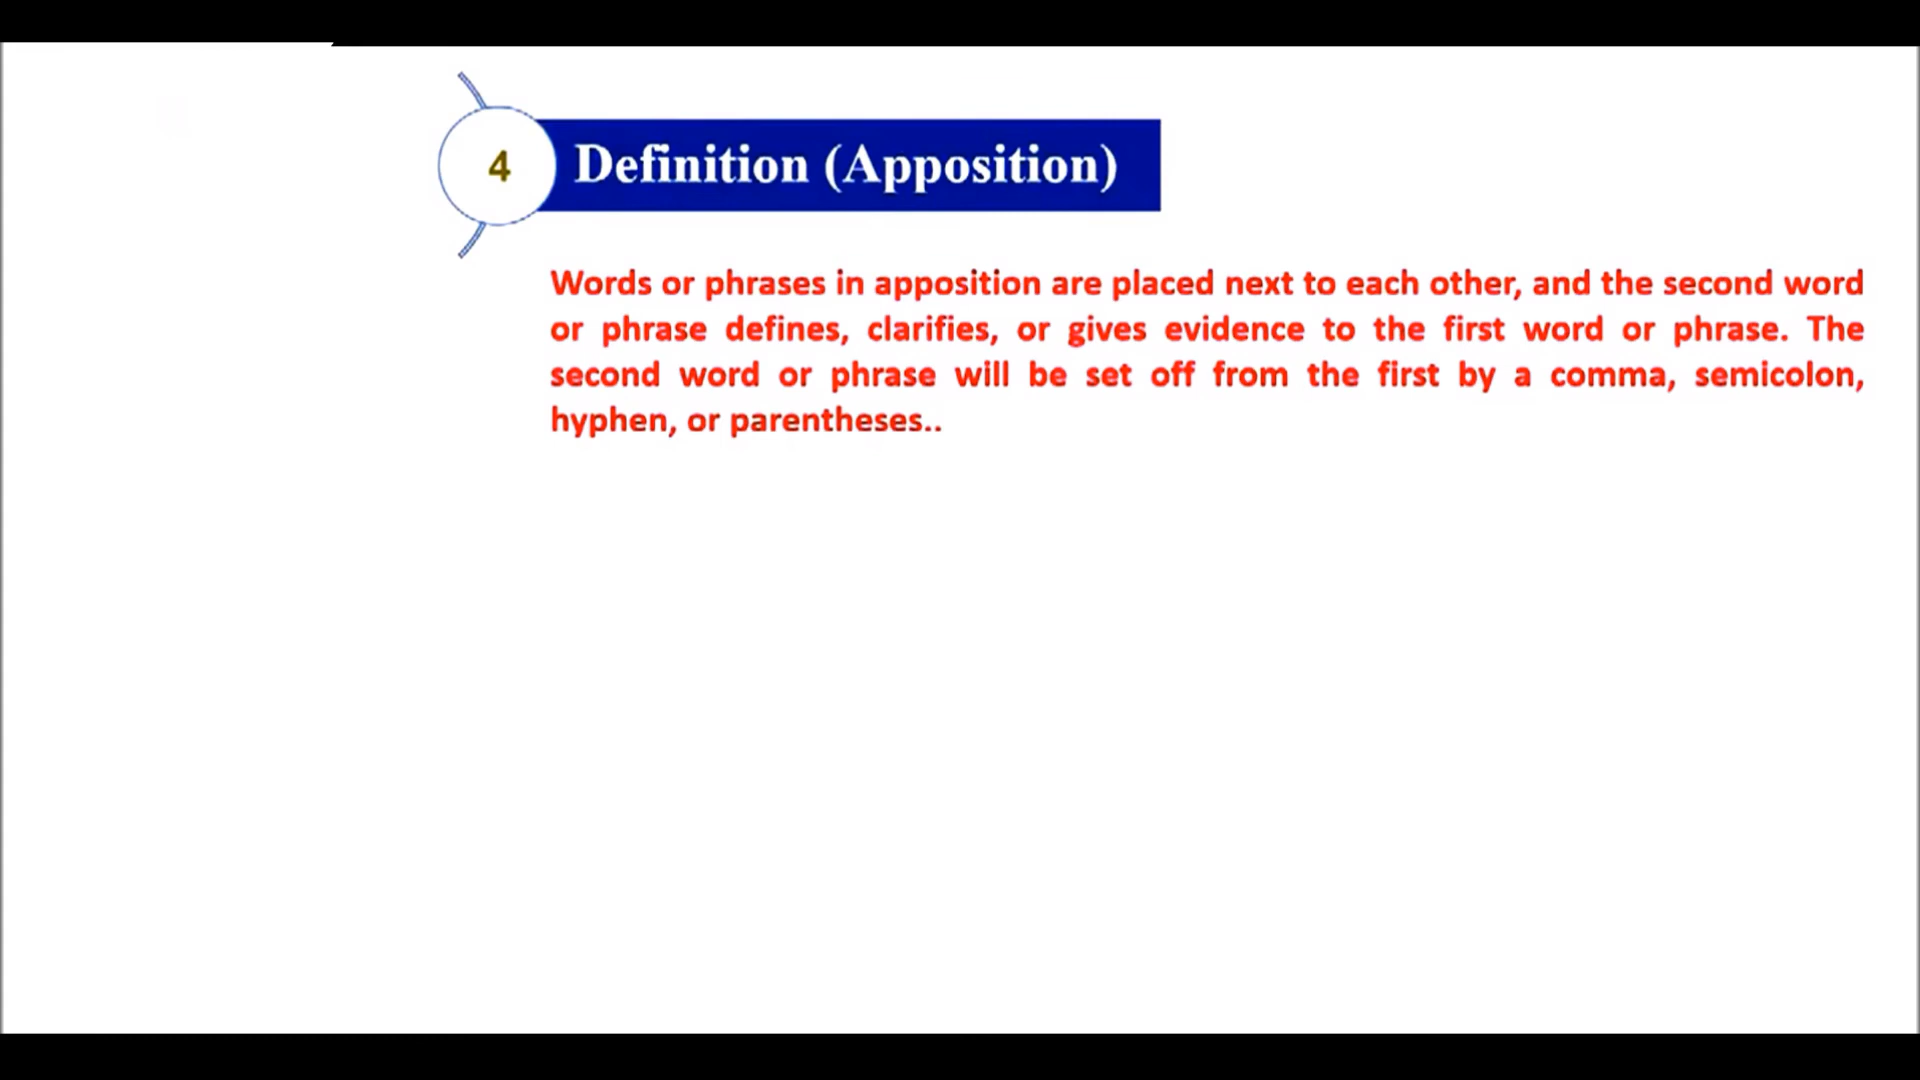 4
Definition (Apposition)
Words or phrases in apposition are placed next to each other, and the second word
or phrase defines, clarifies, or gives evidence to the first word or phrase. The
second word or phrase will be set off from the first by a comma, semicolon,
hyphen, or parentheses..